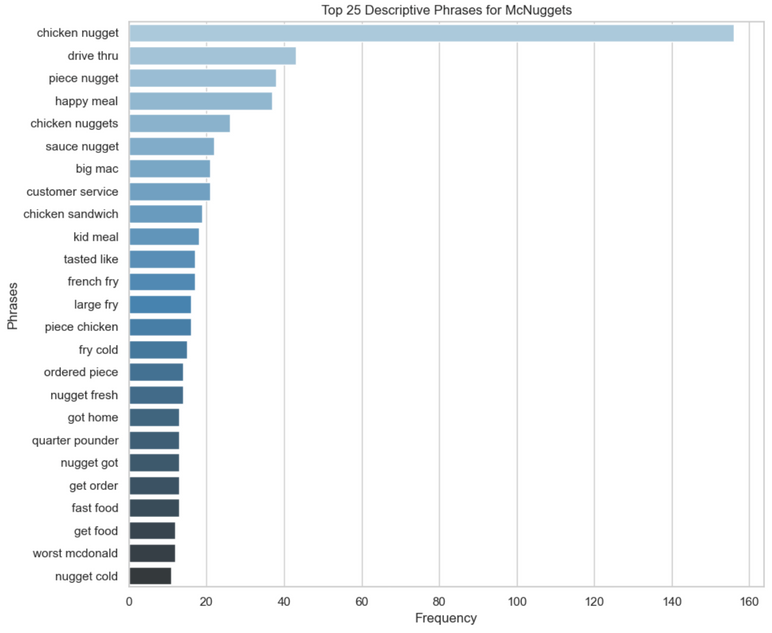 Top 25 Descriptive Phrases for McNuggets
chicken nugget
drive thru
piece nugget
happy meal
chicken nuggets
sauce nugget
big mac
customer service
chicken sandwich
kid meal
tasted like
french fry
large fry
piece chicken
fry cold
ordered piece
nugget fresh
got home
quarter pounder
nugget got
get order
fast food
get food
worst mcdonald
nugget cold
Phrases
0 20 40 60 80 100 120 140 160
Frequency